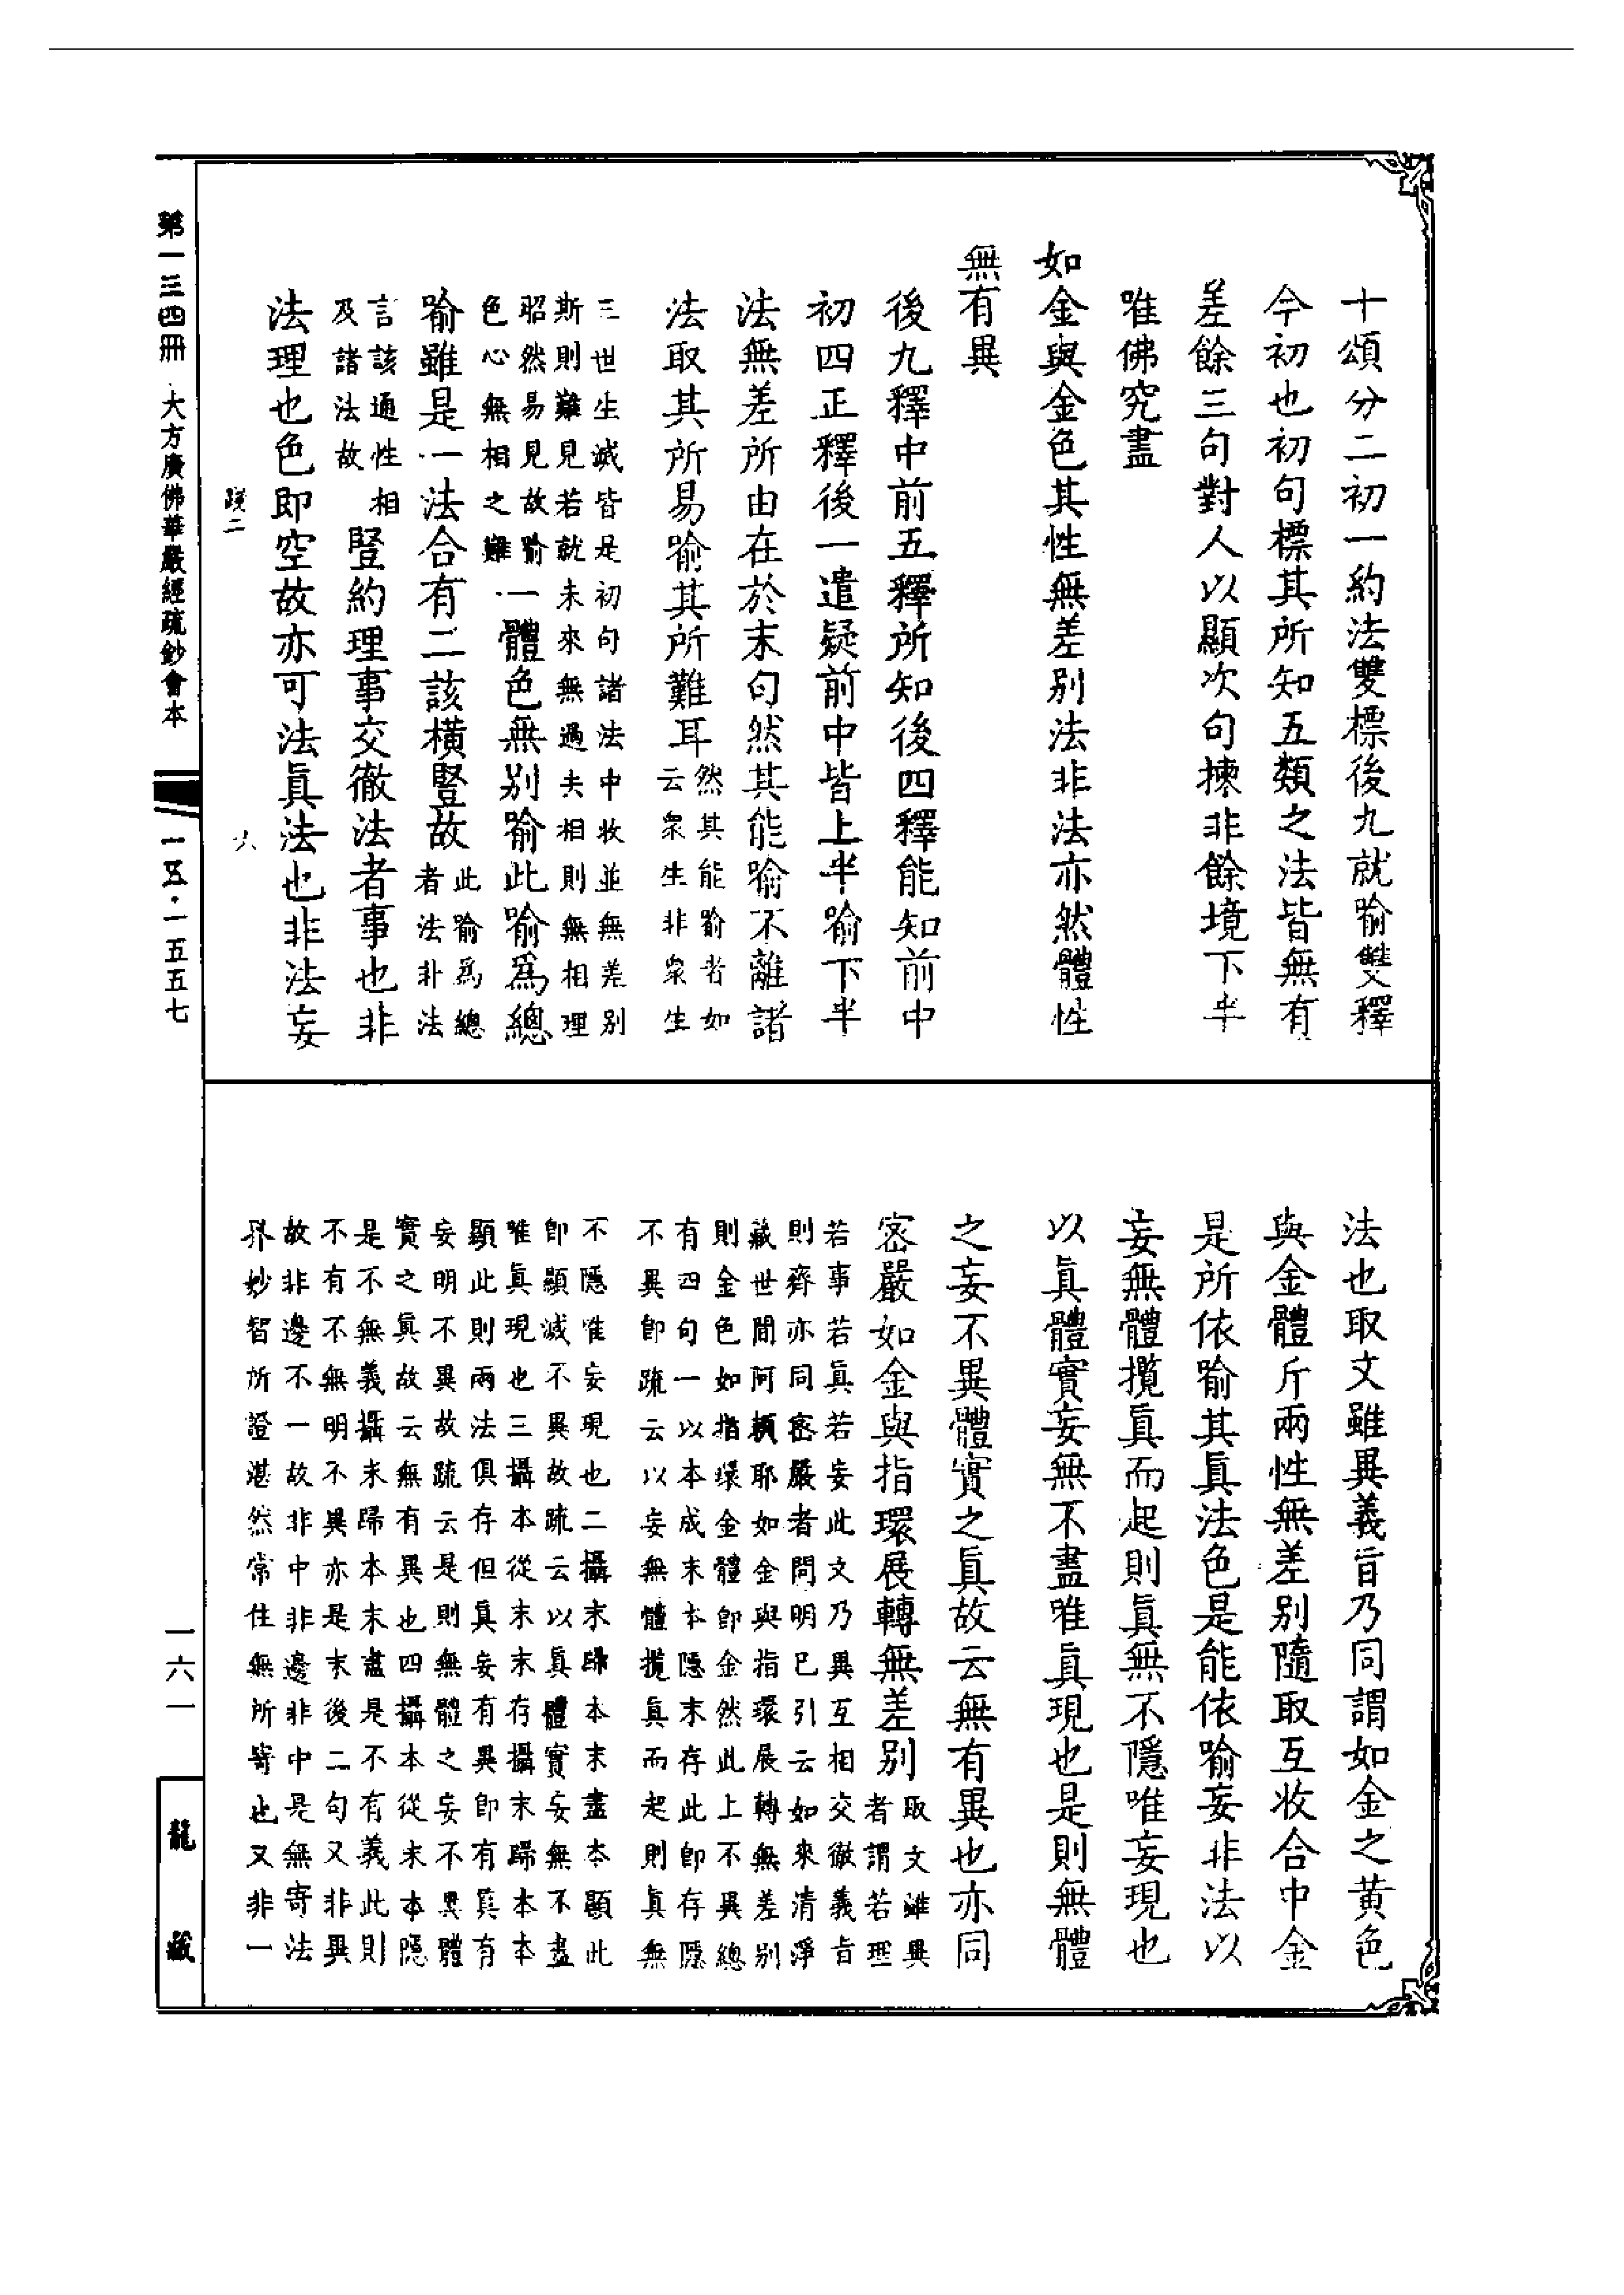 十頌分二初一約法雙標後九就喻雙釋
今初也初句標其所知五類之法皆無有
差餘三句對人以顯次句揀非餘境下半
唯佛究盡
如金與金色其性無差別法非法亦然體性
無有異
後九釋中前五釋所知後四釋能知前中
初四正釋後一遣疑前中皆上半喻下半
法無差所由在於末句然其能喻不離諸
法取其所易喻其所難耳
然其能喻者如
云衆生非衆生
三世生滅皆是初句諸法中收並無差別
斯則難見若就未來無過去相則無相理
昭然易見故喻
色心無相之難
一體色無別喻此喻爲總
喻雖是一法合有二該橫豎故
此喻爲總
者法非法
言該通性相
及諸法故
豎約理事交徹法者事也非
法理也色即空故亦可法眞法也非法妄
疏二
六
法也取文雖異義旨乃同謂如金之黃色
與金體斤兩性無差別隨取互收合中金
是所依喻其眞法色是能依喻妄非法以
妄無體攬眞而起則眞無不隱唯妄現也
以眞體實妄無不盡唯眞現也是則無體
之妄不異體實之眞故云無有異也亦同
密嚴如金與指環展轉無差別
取文雖異
者謂若理
若事若眞若妄此文乃異互相交徹義旨
則齊亦同密嚴者問明已引云如來清淨
藏世間阿賴耶如金與指環展轉無差別
則金色如指環金體即金然此上不異總
有四句一以本成末本隱末存此即存隱
不異即疏云以妄無體攬眞而起則眞無
不隱唯妄現也二攝末歸本末盡本顯此
即顯滅不異故疏云以眞體實妄無不盡
唯眞現也三攝本從末末存攝末歸本本
顯此則兩法俱存但眞妄有異即有眞有
妄明不異故疏云是則無體之妄不異體
實之眞故云無有異也四攝本從末本隱
是不無義攝末歸本末盡是不有義此則
不有不無明不異亦是末後二句又非異
故非邊不一故非中非邊非中是無寄法
界妙智所證湛然常住無所寄也又非一
第一三四冊 大方廣佛華嚴經疏鈔會本
一五·一五五七
一六一
龍藏